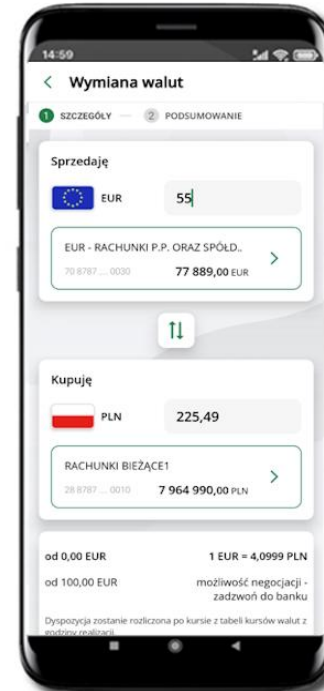 14:59
Wymiana walut
1 SZCZEGÓŁY 2 PODSUMOWANIE
Sprzedaję
EUR 55
EUR - RACHUNKI P.P. ORAZ SPÓŁD..
70 8787 ... 0030 77 889,00 EUR
Kupuję
PLN 225,49
RACHUNKI BIEŻĄCE1
28 8787 ... 0010 7 964 990,00 PLN
od 0,00 EUR 1 EUR = 4,0999 PLN
od 100,00 EUR możliwość negocjacji -
zadzwoń do banku
Dyspozycja zostanie rozliczona po kursie z tabeli kursów walut z
godziny realizacji